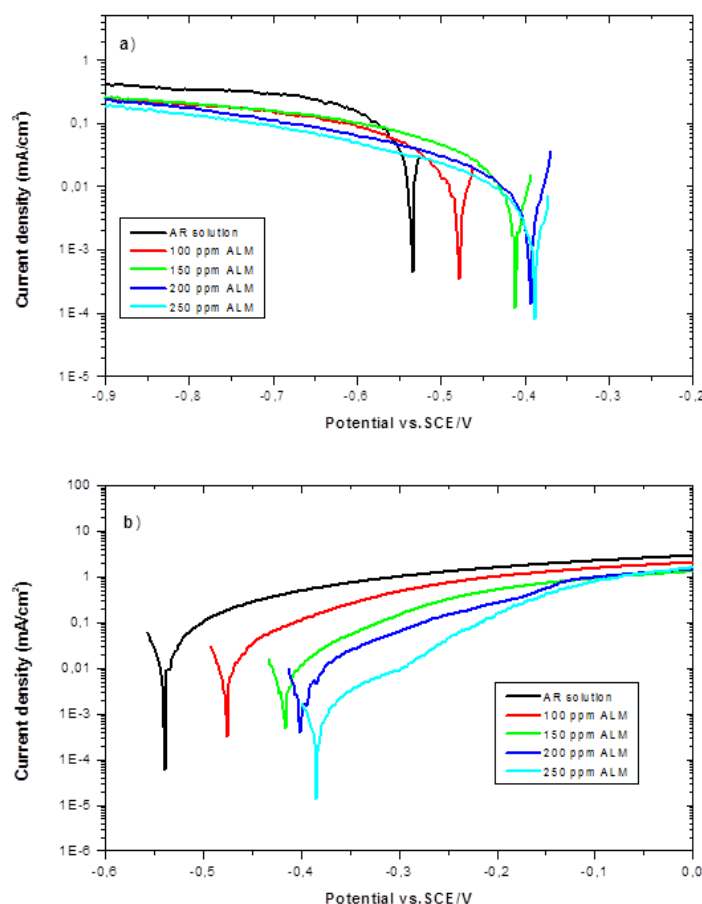 a)
1
0,1
0,01
1E-3
1E-4
1E-5
Current density (mA/cm²)
AR solution
100 ppm ALM
150 ppm ALM
200 ppm ALM
250 ppm ALM
-0,9 -0,8 -0,7 -0,6 -0,5 -0,4 -0,3 -0,2
Potential vs.SCE/V
b)
100
10
1
0,1
0,01
1E-3
1E-4
1E-5
1E-6
Current density (mA/cm²)
AR solution
100 ppm ALM
150 ppm ALM
200 ppm ALM
250 ppm ALM
-0,6 -0,5 -0,4 -0,3 -0,2 -0,1 0,0
Potential vs.SCE/V